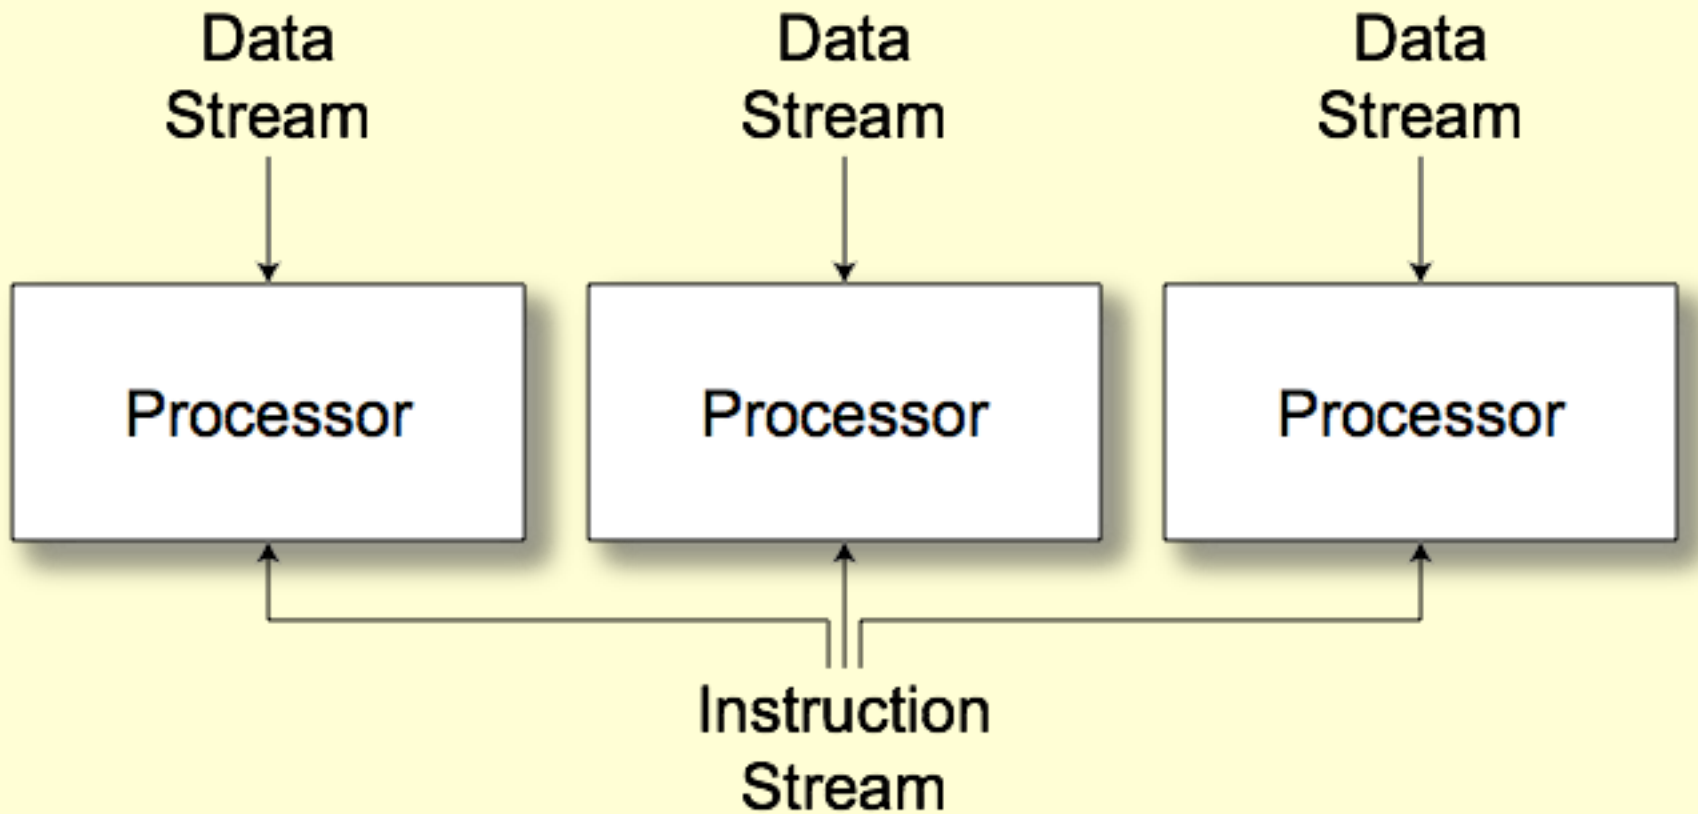 Data
Stream
Data
Stream
Data
Stream
Processor
Processor
Processor
Instruction
Stream